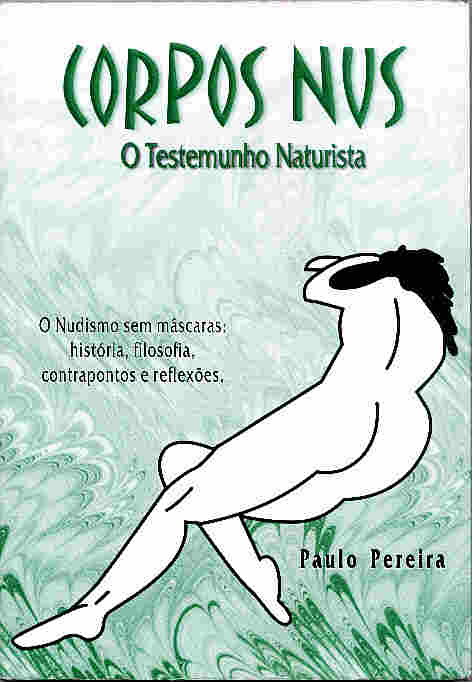 CORPOS NUS
O Testemunho Naturista
O Nudismo sem máscaras:
história, filosofia,
contrapontos e reflexões.
Paulo Pereira